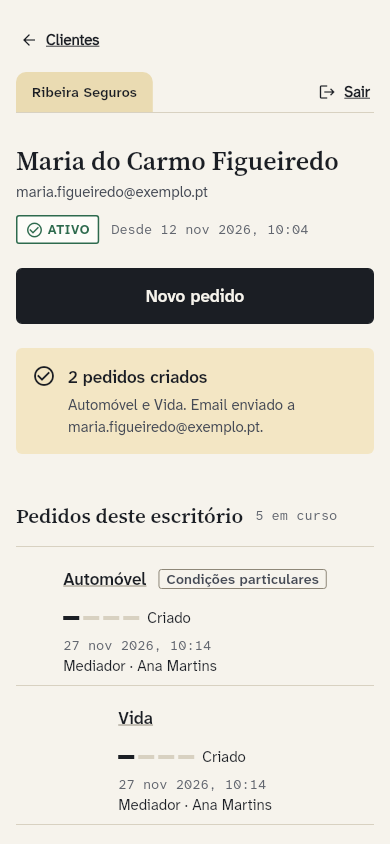 Clientes
Ribeira Seguros
Sair
Maria do Carmo Figueiredo
maria.figueiredo@exemplo.pt
ATIVO Desde 12 nov 2026, 10:04
Novo pedido
2 pedidos criados
Automóvel e Vida. Email enviado a
maria.figueiredo@exemplo.pt.
Pedidos deste escritório 5 em curso
Automóvel Condições particulares
Criado
27 nov 2026, 10:14
Mediador · Ana Martins
Vida
Criado
27 nov 2026, 10:14
Mediador · Ana Martins